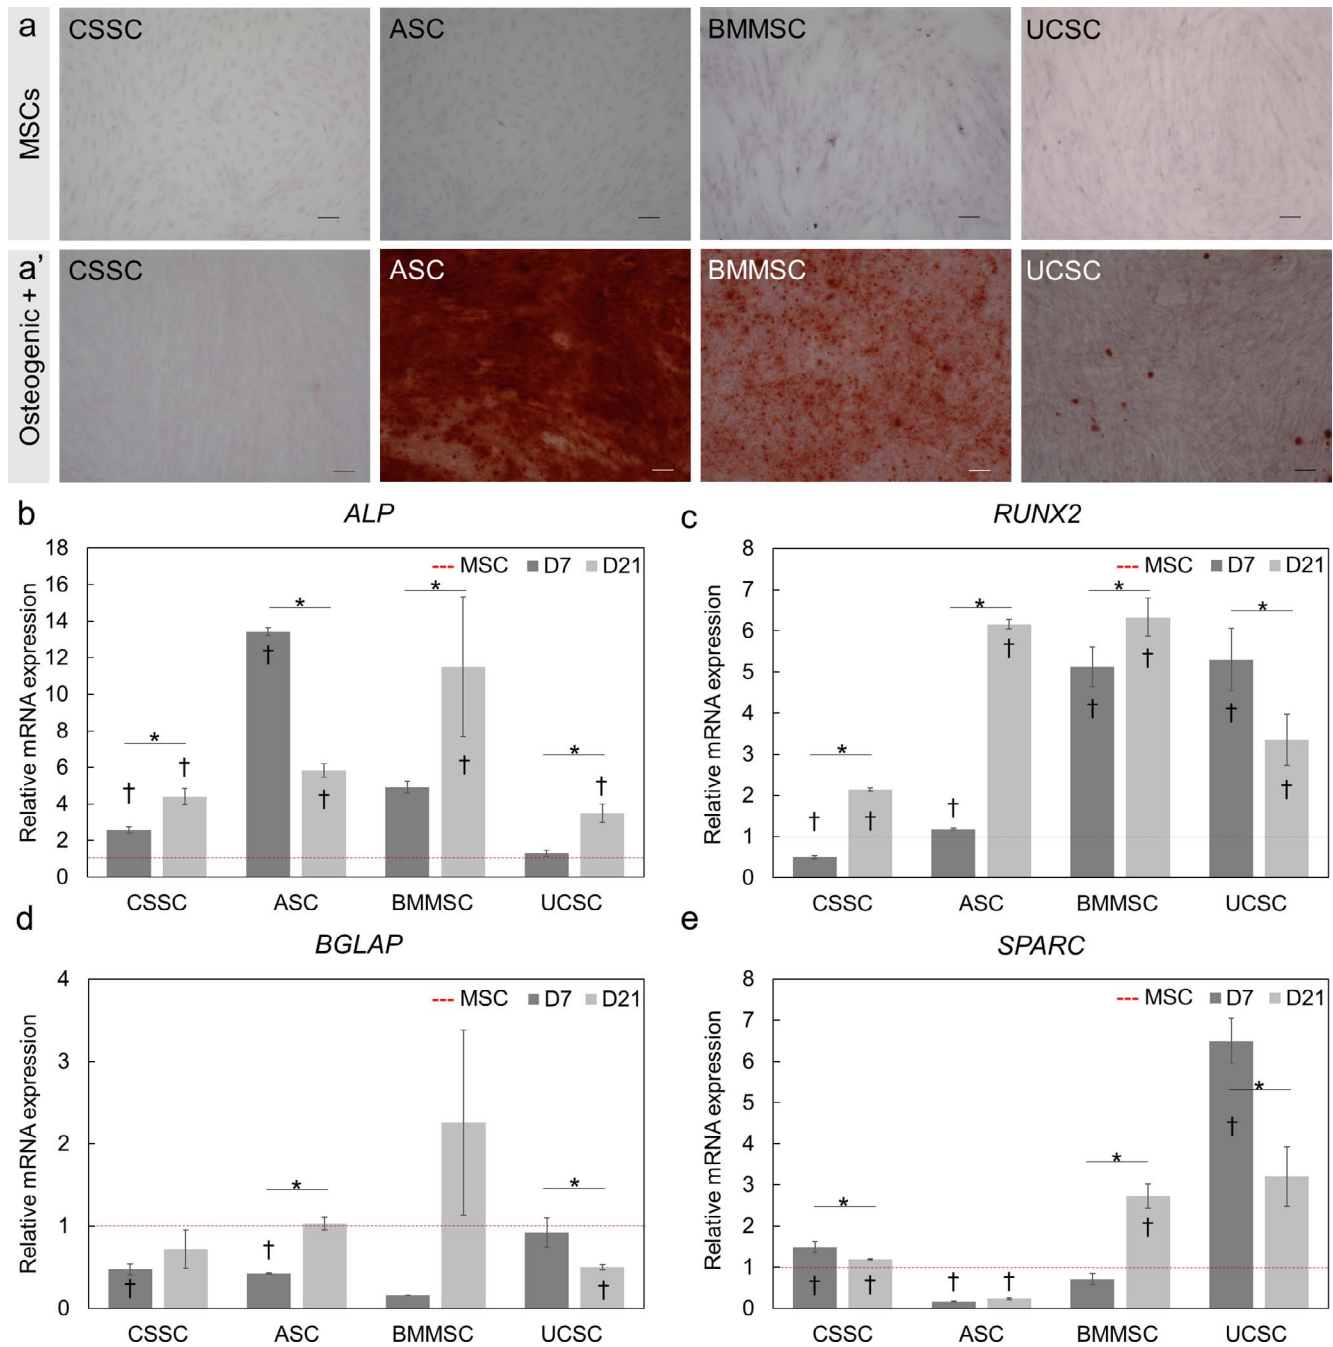 a
MSCs
CSSC
ASC
BMMSC
UCSC
a'
Osteogenic +
CSSC
ASC
BMMSC
UCSC
b
ALP
Relative mRNA expression
18
16
14
12
10
8
6
4
2
0
MSC D7 D21
*
*
*
*
†
†
†
†
†
†
CSSC ASC BMMSC UCSC
c
RUNX2
Relative mRNA expression
8
7
6
5
4
3
2
1
0
MSC D7 D21
*
*
*
*
†
†
†
†
†
†
†
†
CSSC ASC BMMSC UCSC
d
BGLAP
Relative mRNA expression
4
3
2
1
0
MSC D7 D21
*
*
†
†
†
CSSC ASC BMMSC UCSC
e
SPARC
Relative mRNA expression
8
7
6
5
4
3
2
1
0
MSC D7 D21
*
*
*
†
†
†
†
†
†
CSSC ASC BMMSC UCSC